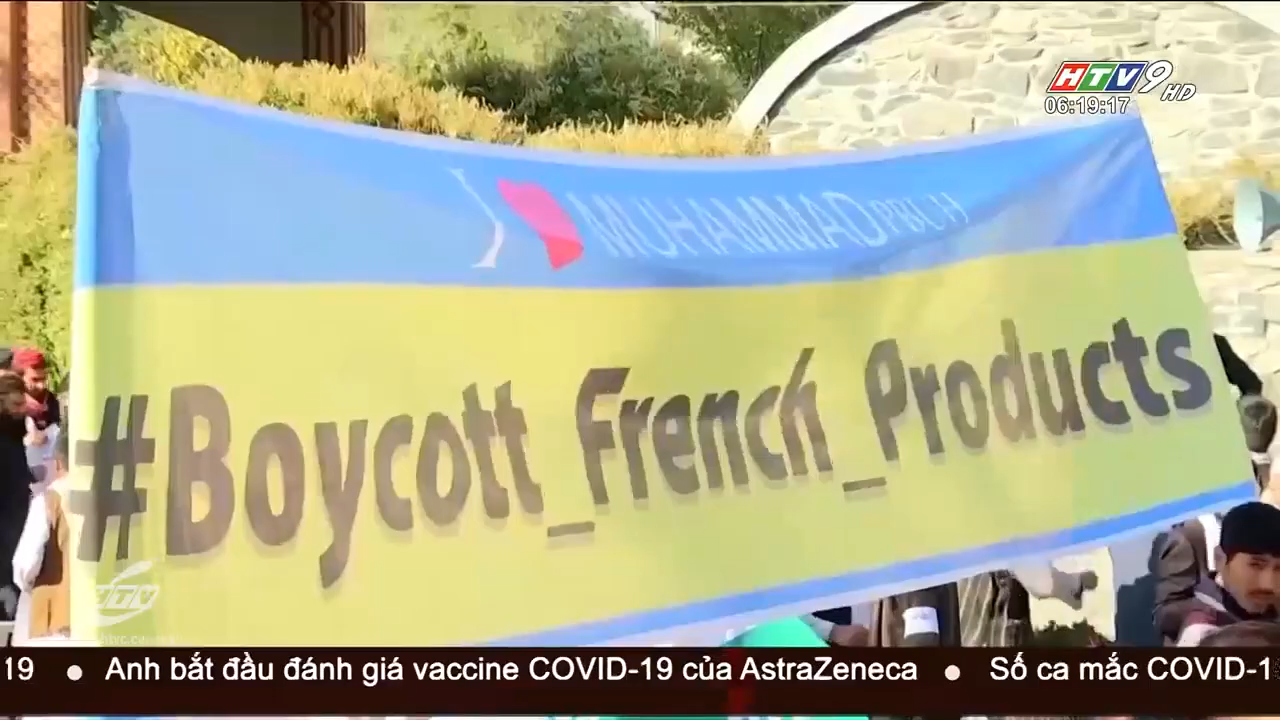 HTV9 HD
06:19:17
I MUHAMMAD PBUH
#Boycott_French_Products
HTV
19 • Anh bắt đầu đánh giá vaccine COVID-19 của AstraZeneca • Số ca mắc COVID-1